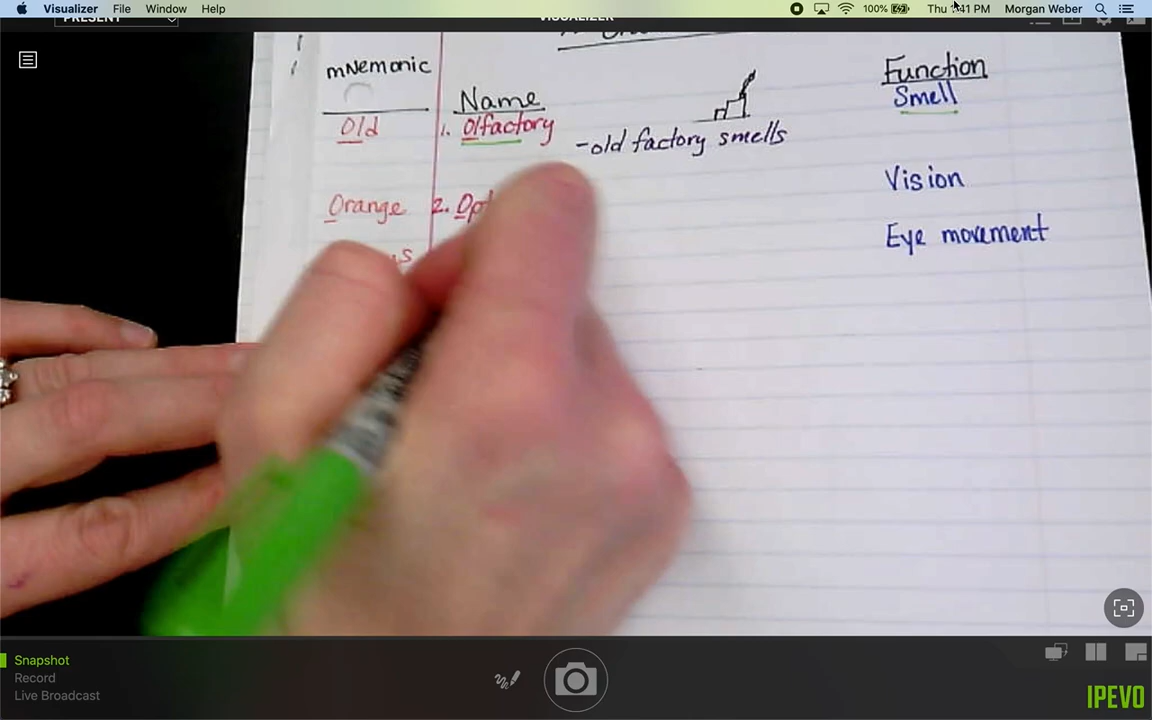 Visualizer File Window Help 100% Morgan Weber
VISUALIZER
mnemonic
Name
Function
Old 1. Olfactory
-old factory smells
Smell
Orange 2.
Vision
Eye movement
Snapshot
Record
Live Broadcast
IPEVO